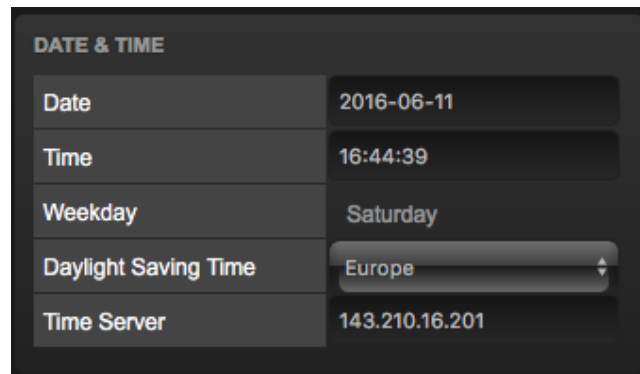 DATE & TIME
Date 2016-06-11
Time 16:44:39
Weekday Saturday
Daylight Saving Time Europe
Time Server 143.210.16.201